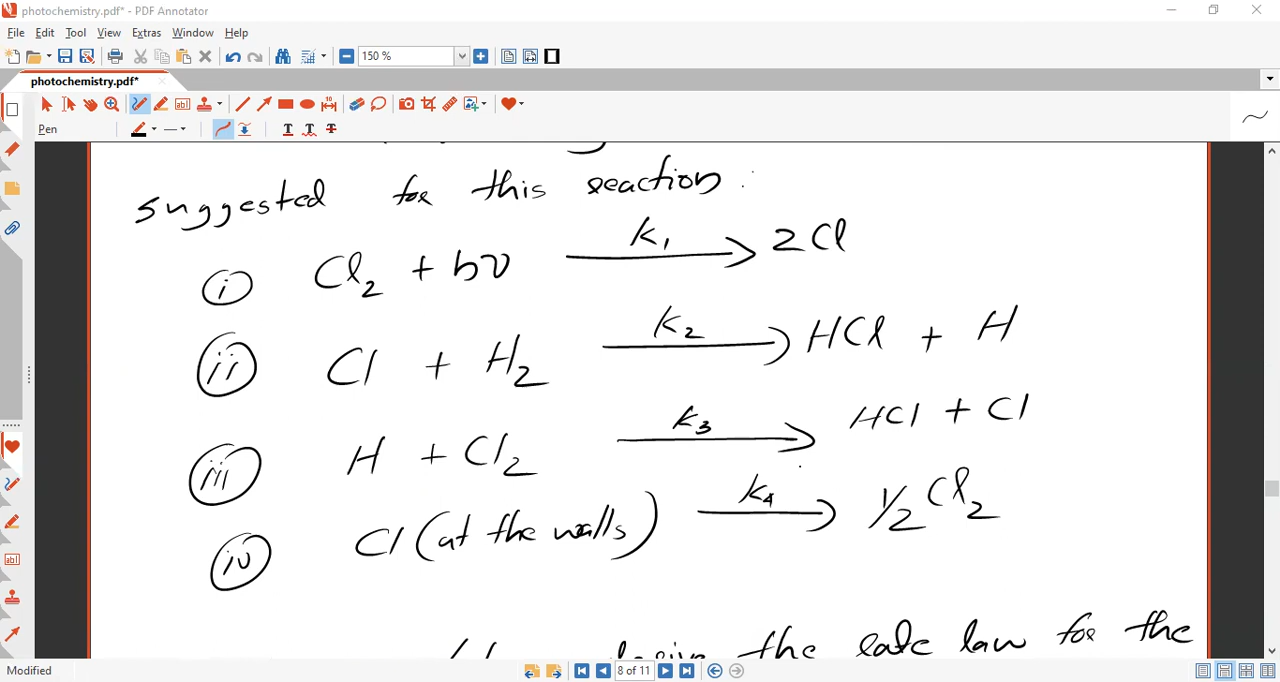 photochemistry.pdf* - PDF Annotator
File Edit Tool View Extras Window Help
150 %
photochemistry.pdf*
Pen
suggested for this reaction
(i) Cl2 + hν —k1→ 2Cl
(ii) Cl + H2 —k2→ HCl + H
(iii) H + Cl2 —k3→ HCl + Cl
(iv) Cl (at the walls) —k4→ 1/2 Cl2
the rate law for the
Modified
8 of 11